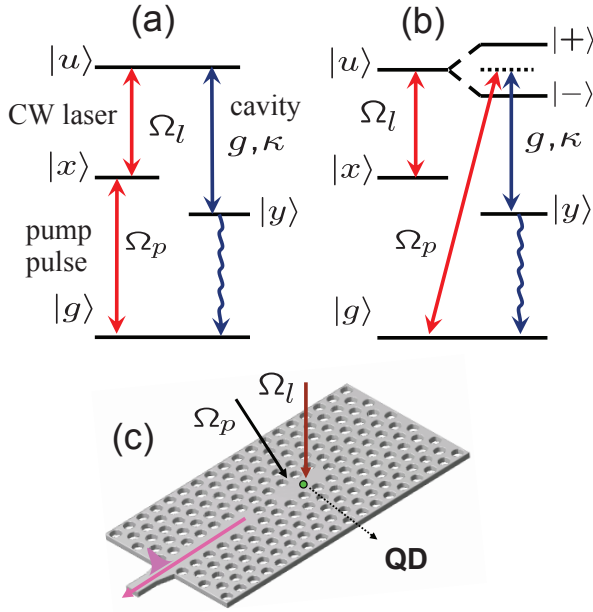 (a)
|u⟩
CW laser
Ω_l
cavity
g,κ
|x⟩
|y⟩
pump
pulse
Ω_p
|g⟩
(b)
|+⟩
|u⟩
|−⟩
Ω_l
g,κ
|x⟩
|y⟩
Ω_p
|g⟩
(c)
Ω_p
Ω_l
QD